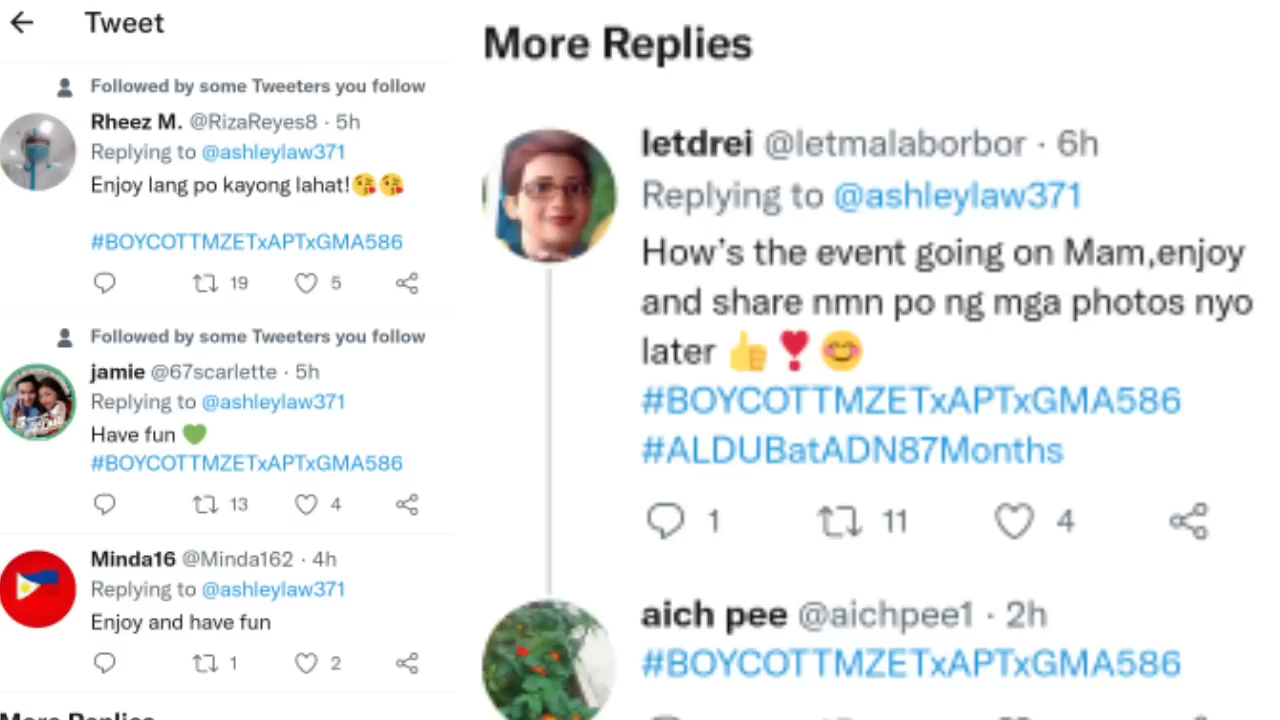 Tweet
Followed by some Tweeters you follow
Rheez M. @RizaReyes8 · 5h
Replying to @ashleylaw371
Enjoy lang po kayong lahat!😘😘
#BOYCOTTMZETxAPTxGMA586
19 5
Followed by some Tweeters you follow
jamie @67scarlette · 5h
Replying to @ashleylaw371
Have fun 💚
#BOYCOTTMZETxAPTxGMA586
13 4
Minda16 @Minda162 · 4h
Replying to @ashleylaw371
Enjoy and have fun
1 2
More Replies
More Replies
letdrei @letmalaborbor · 6h
Replying to @ashleylaw371
How's the event going on Mam,enjoy
and share nmn po ng mga photos nyo
later 👍❣️😊
#BOYCOTTMZETxAPTxGMA586
#ALDUBatADN87Months
1 11 4
aich pee @aichpee1 · 2h
#BOYCOTTMZETxAPTxGMA586